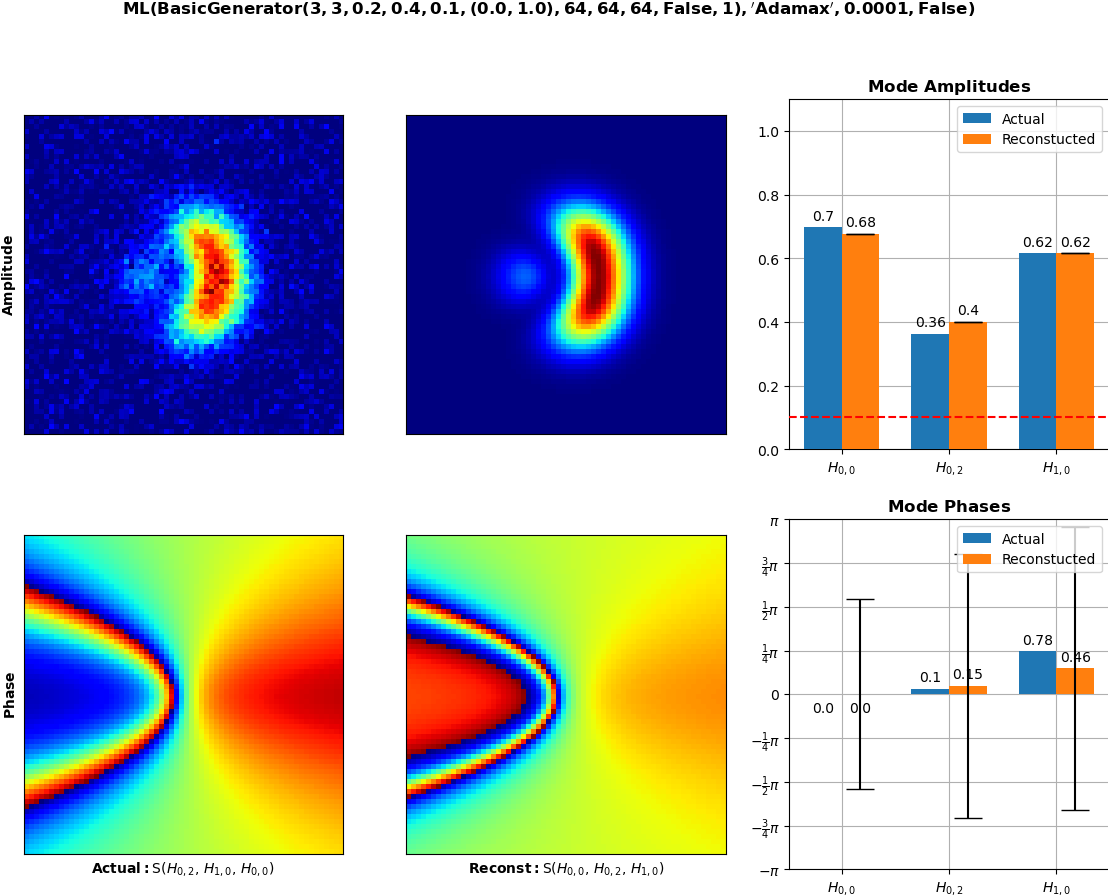 ML(BasicGenerator(3, 3, 0.2, 0.4, 0.1, (0.0, 1.0), 64, 64, 64, False, 1), ′Adamax′, 0.0001, False)
Amplitude
Mode Amplitudes
Actual
Reconstucted
1.0
0.8
0.6
0.4
0.2
0.0
0.7
0.68
0.36
0.4
0.62
0.62
H0,0
H0,2
H1,0
Phase
Actual: S(H0,2, H1,0, H0,0)
Reconst: S(H0,0, H0,2, H1,0)
Mode Phases
Actual
Reconstucted
π
3/4π
1/2π
1/4π
0
−1/4π
−1/2π
−3/4π
−π
0.0
0.0
0.1
0.15
0.78
0.46
H0,0
H0,2
H1,0